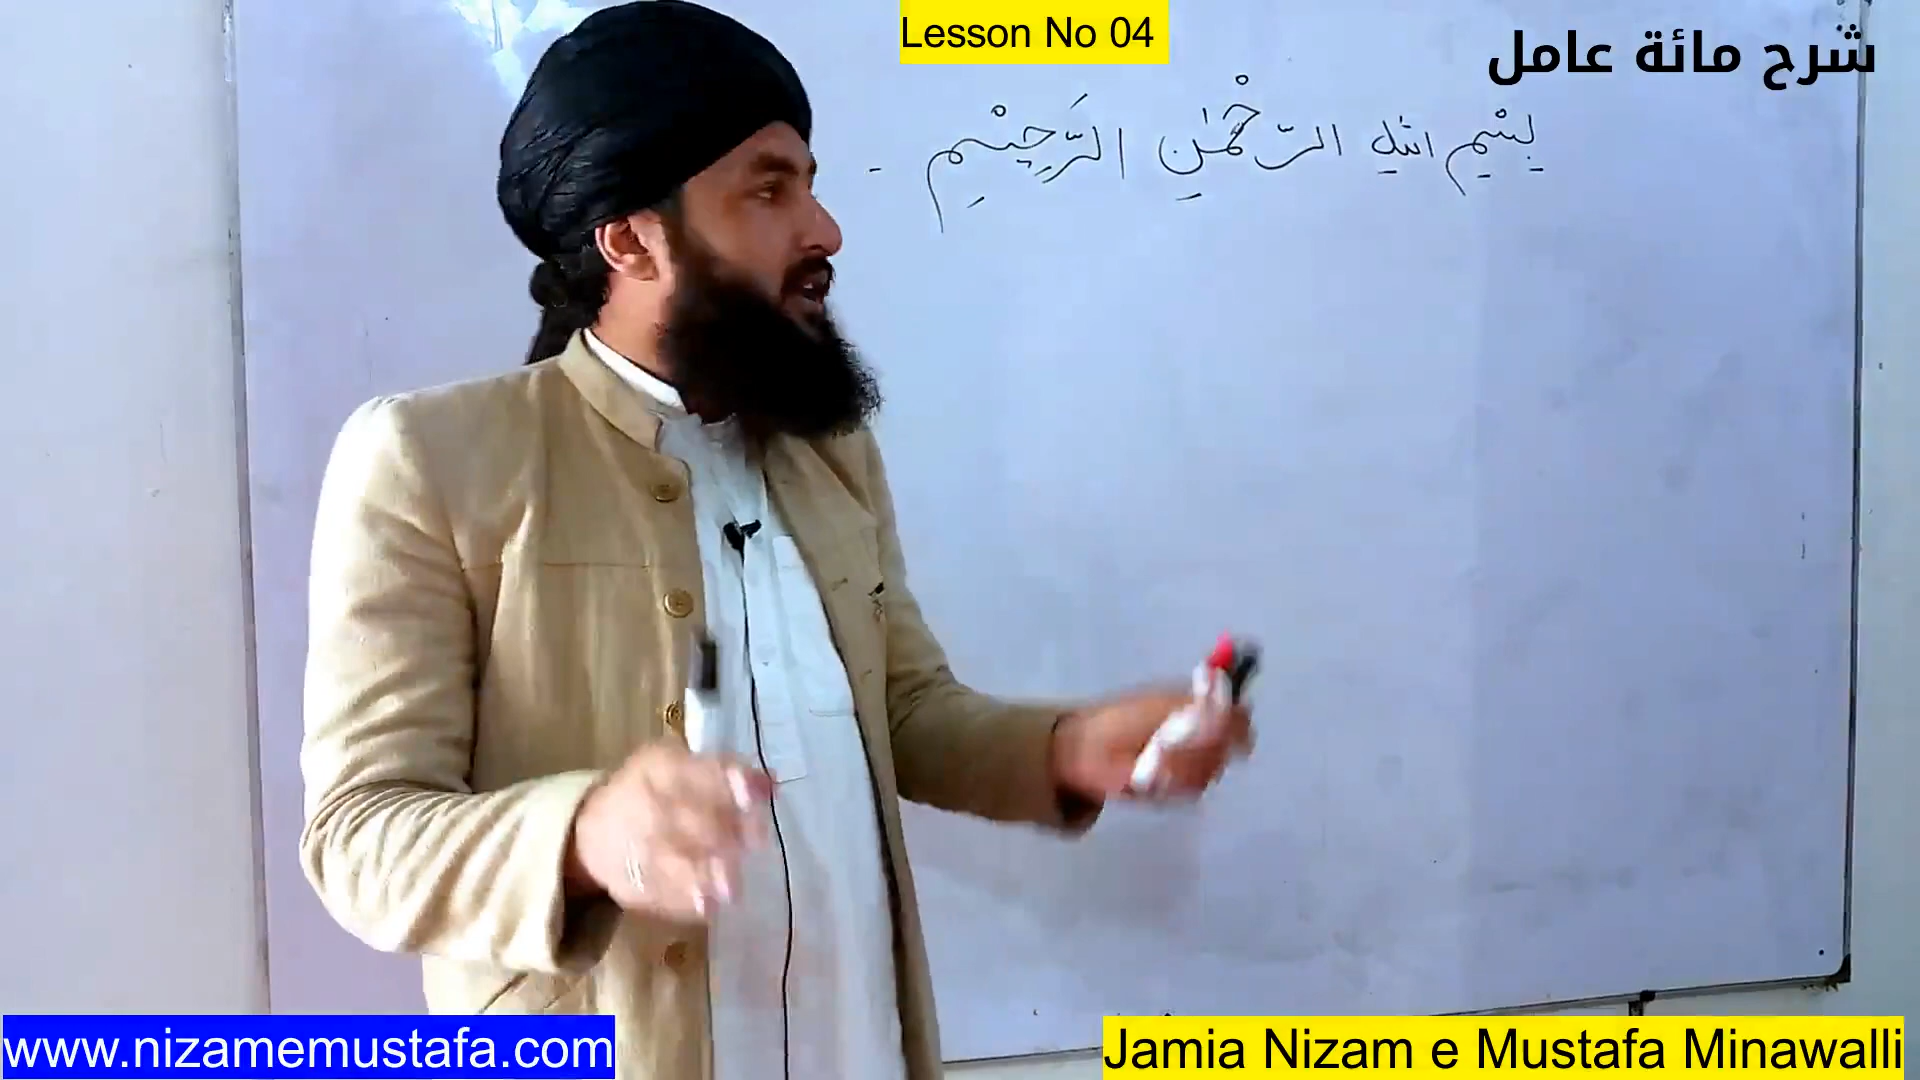 Lesson No 04
شرح مائة عامل
بِسْمِ اللهِ الرَّحْمٰنِ الرَّحِيْمِ -
www.nizamemustafa.com
Jamia Nizam e Mustafa Minawalli